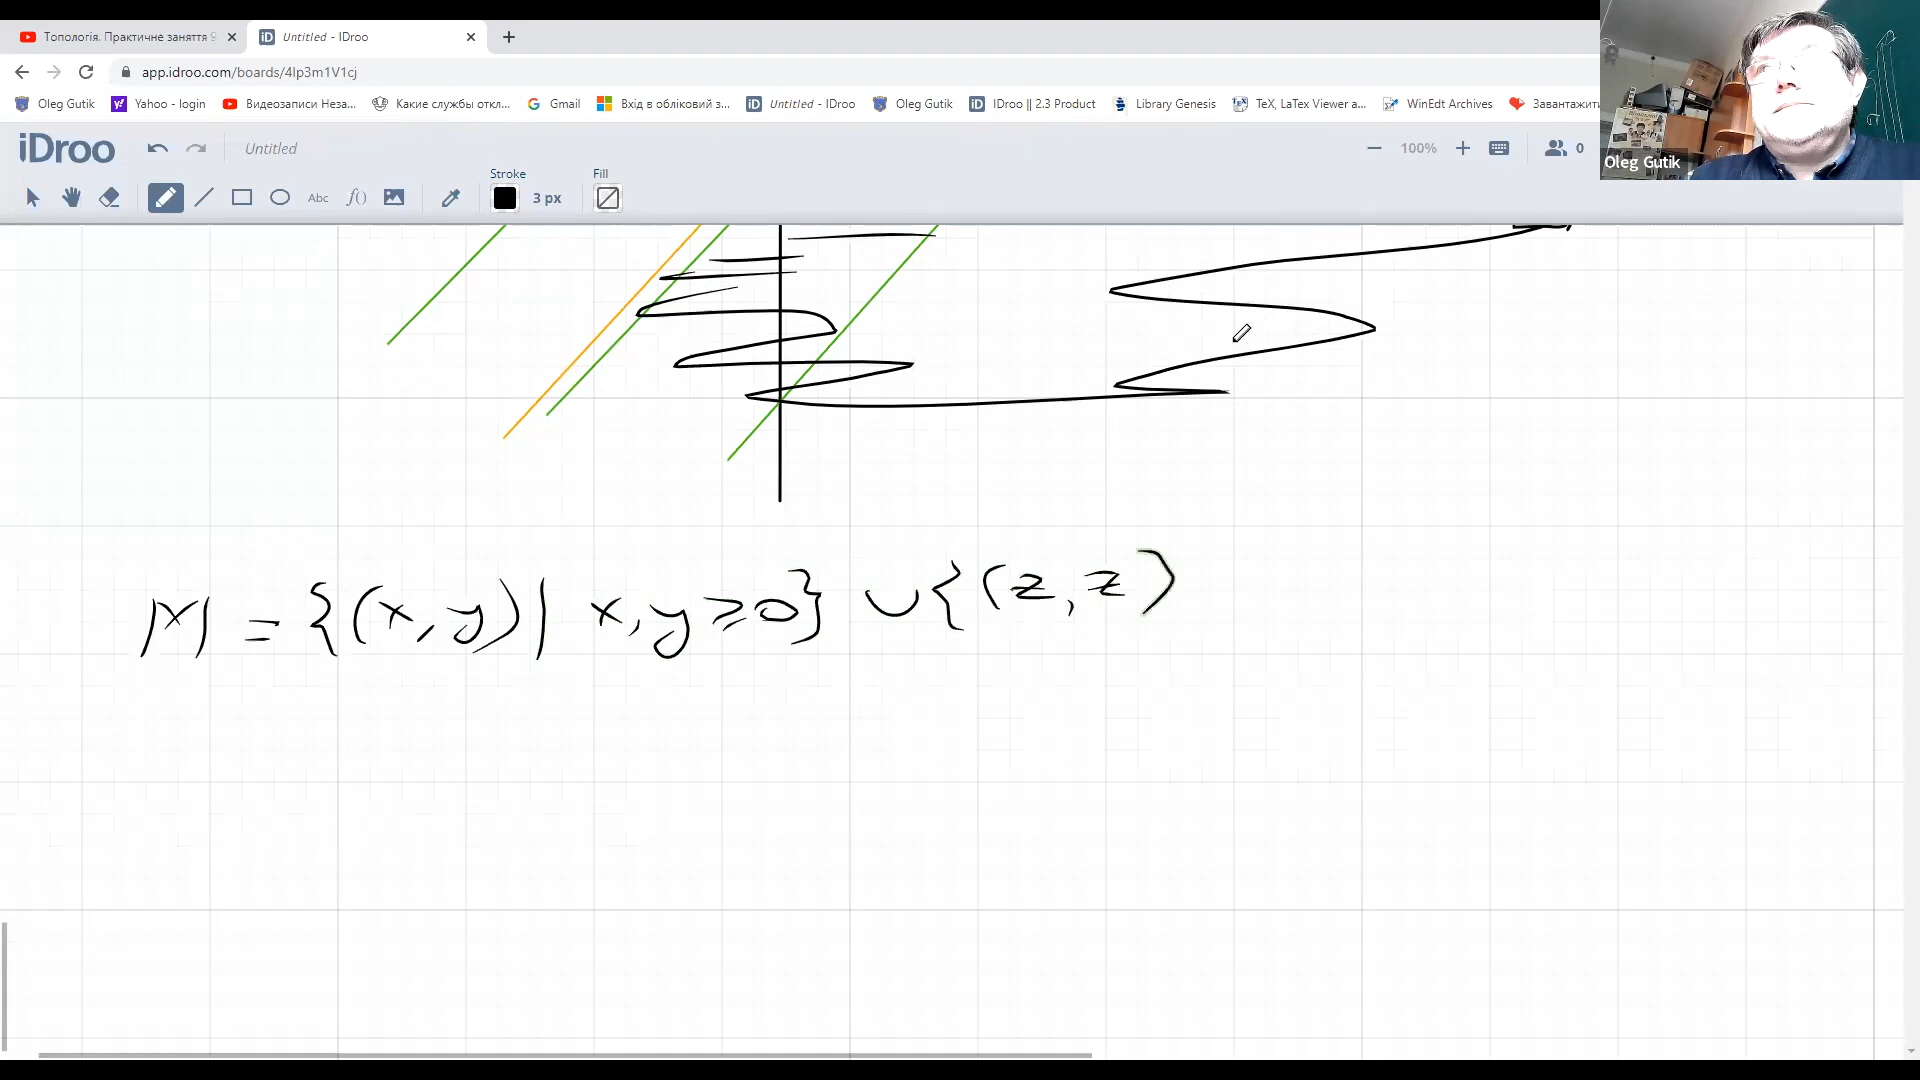 Топологія. Практичне заняття 9
Untitled - IDroo
app.idroo.com/boards/4lp3m1V1cj
Oleg Gutik
Yahoo - login
Видеозаписи Неза...
Какие службы откл...
Gmail
Вхід в обліковий з...
Untitled - IDroo
Oleg Gutik
IDroo || 2.3 Product
Library Genesis
TeX, LaTex Viewer a...
WinEdt Archives
Завантажити
Oleg Gutik
iDroo
Untitled
100%
0
Abc
f()
Stroke
3 px
Fill
M = {(x, y) | x, y ≥ 0} ∪ {(z, z)